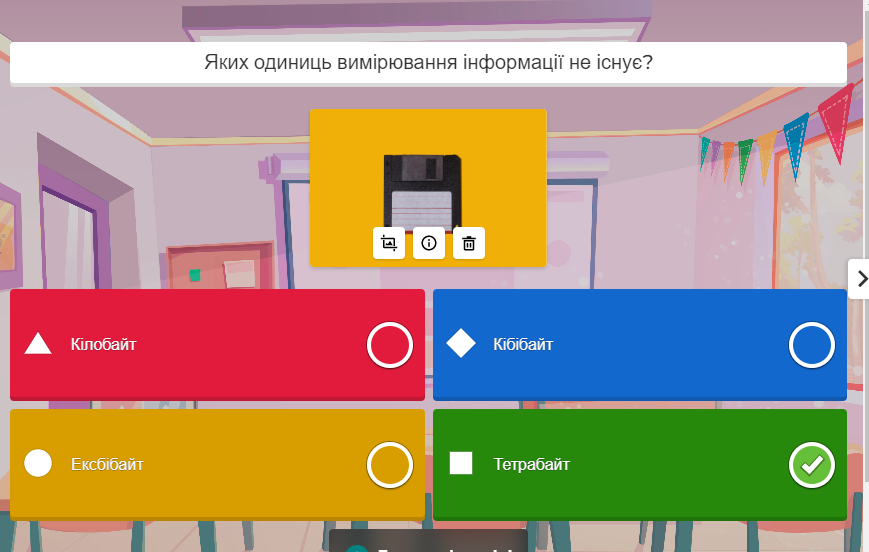 Яких одиниць вимірювання інформації не існує?
Кілобайт
Кібібайт
Ексбібайт
Тетрабайт